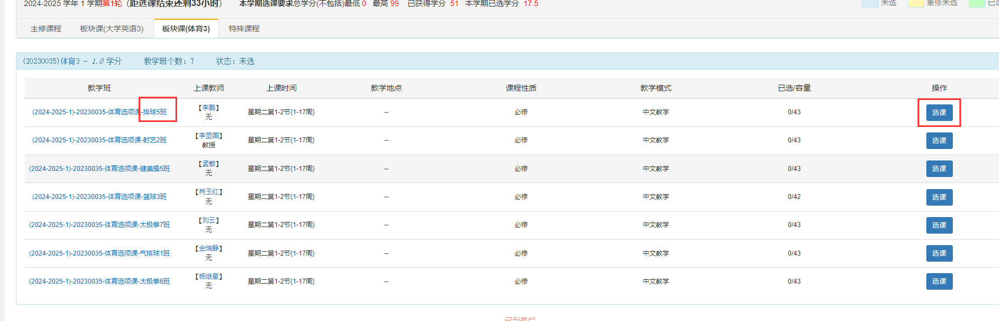 2024-2025 学年 1 学期第1轮（距选课结束还剩33小时） 本学期选课要求总学分(不包括)最低 0 最高 99 已获得学分 51 本学期已选学分 17.5 未选 重修未选
主修课程 板块课(大学英语3) 板块课(体育3) 特殊课程
(20230035)体育3 - 1.0 学分 教学班个数：7 状态：未选
教学班 上课教师 上课时间 教学地点 课程性质 教学模式 已选/容量 操作
(2024-2025-1)-20230035-体育选项课-排球5班 【李鹏】 无 星期二第1-2节{1-17周} -- 必修 中文教学 0/43 选课
(2024-2025-1)-20230035-体育选项课-射艺2班 【李显国】 教授 星期二第1-2节{1-17周} -- 必修 中文教学 0/43 选课
(2024-2025-1)-20230035-体育选项课-健美操5班 【孟敏】 无 星期二第1-2节{1-17周} -- 必修 中文教学 0/43 选课
(2024-2025-1)-20230035-体育选项课-篮球3班 【肖玉红】 无 星期二第1-2节{1-17周} -- 必修 中文教学 0/42 选课
(2024-2025-1)-20230035-体育选项课-太极拳7班 【刘云】 无 星期二第1-2节{1-17周} -- 必修 中文教学 0/43 选课
(2024-2025-1)-20230035-体育选项课-气排球1班 【金瑞静】 无 星期二第1-2节{1-17周} -- 必修 中文教学 0/43 选课
(2024-2025-1)-20230035-体育选项课-太极拳6班 【杨继星】 无 星期二第1-2节{1-17周} -- 必修 中文教学 0/43 选课
已到最后